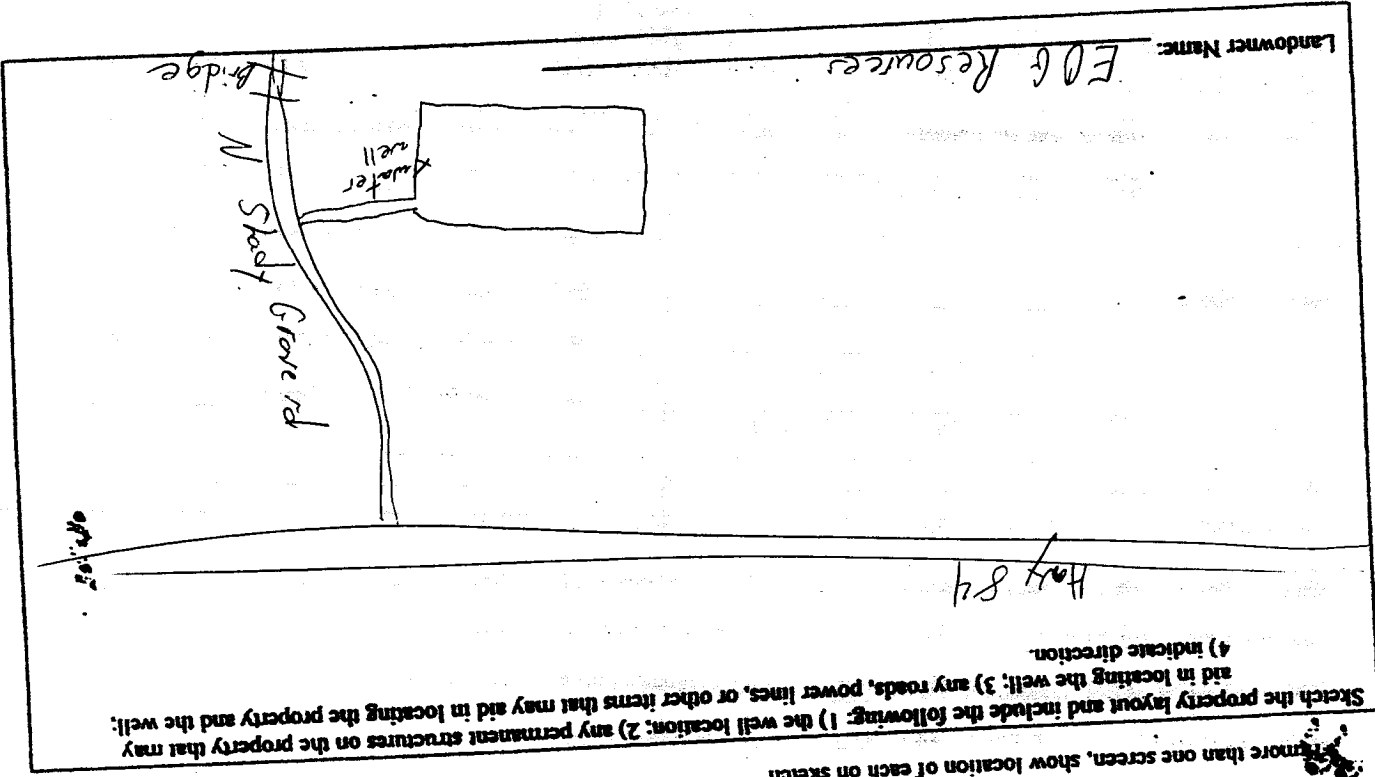 more than one screen, show location of each on sketch
Sketch the property layout and include the following: 1) the well location; 2) any permanent structures on the property that may
aid in locating the well; 3) any roads, power lines, or other items that may aid in locating the property and the well;
4) indicate direction.
Hwy 84
N. Shady Grove rd
x water
well
Bridge
Landowner Name: EOG Resources